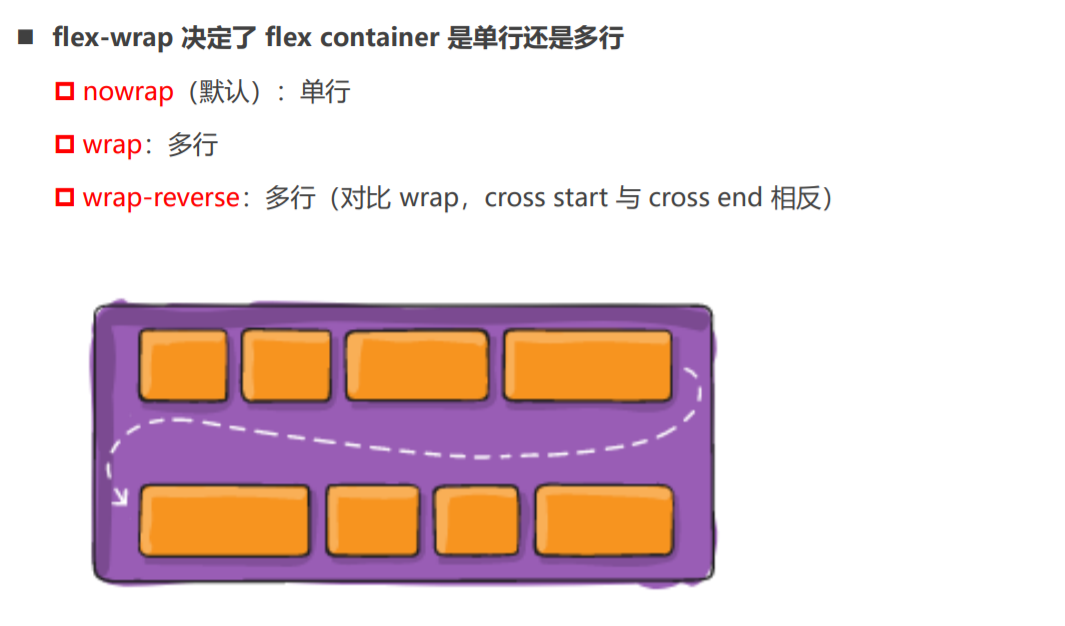 ■ flex-wrap 决定了 flex container 是单行还是多行
nowrap（默认）：单行
wrap：多行
wrap-reverse：多行（对比 wrap，cross start 与 cross end 相反）